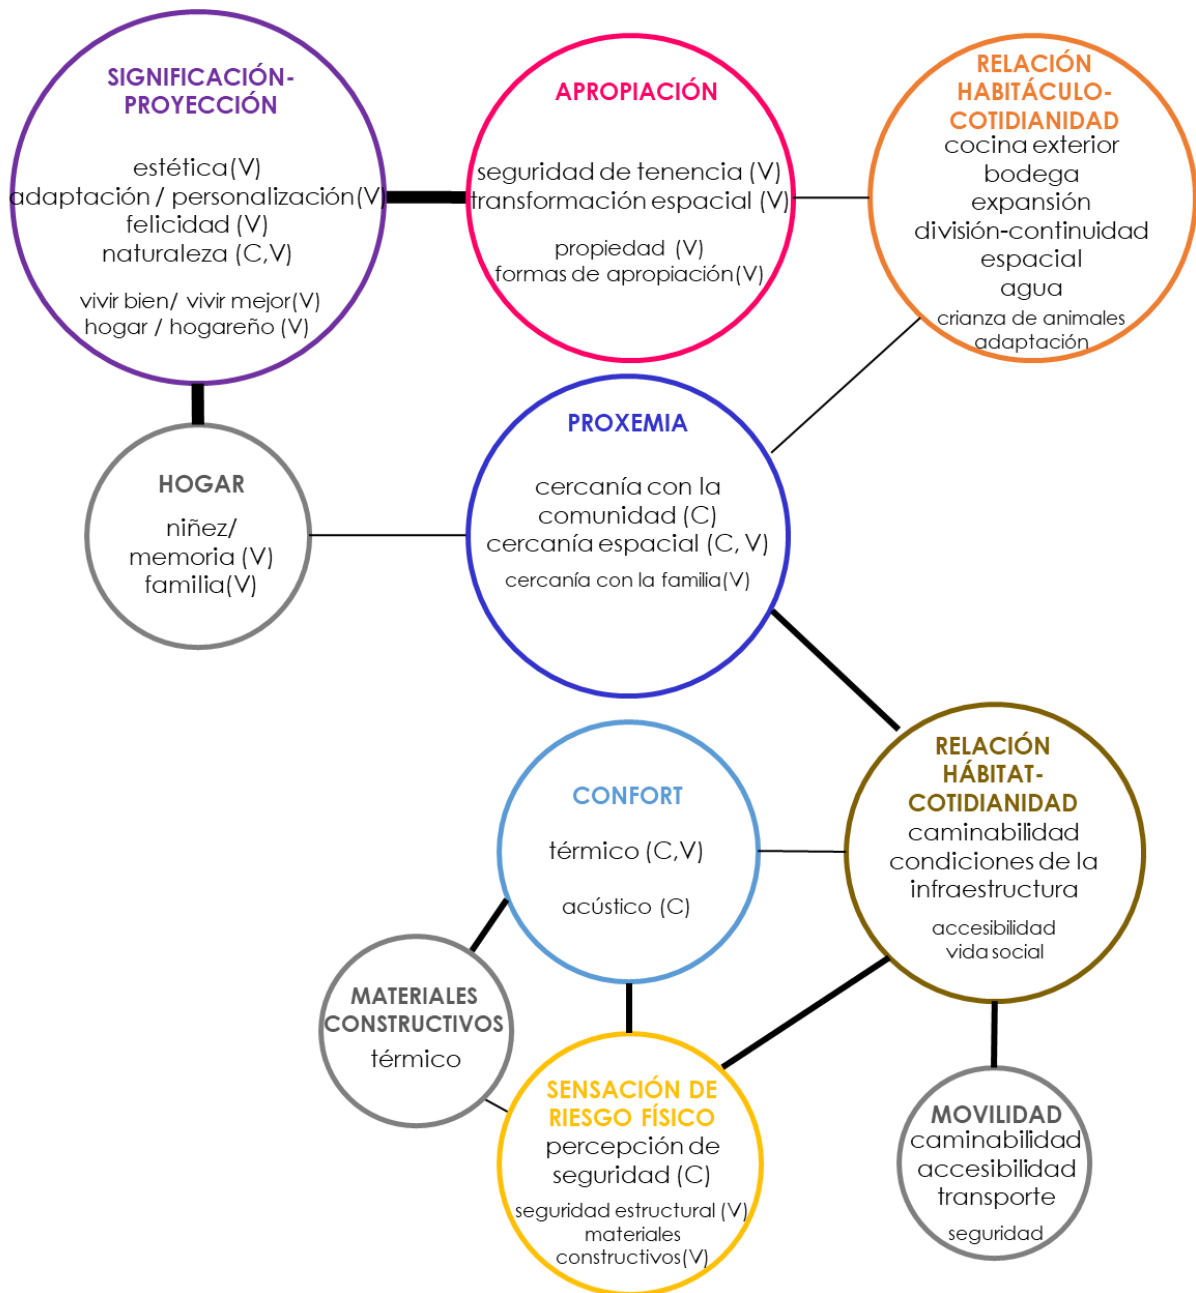 SIGNIFICACIÓN-
PROYECCIÓN
estética(V)
adaptación / personalización(V)
felicidad (V)
naturaleza (C,V)
vivir bien/ vivir mejor(V)
hogar / hogareño (V)
APROPIACIÓN
seguridad de tenencia (V)
transformación espacial (V)
propiedad (V)
formas de apropiación(V)
RELACIÓN
HABITÁCULO-
COTIDIANIDAD
cocina exterior
bodega
expansión
división-continuidad
espacial
agua
crianza de animales
adaptación
HOGAR
niñez/
memoria (V)
familia(V)
PROXEMIA
cercanía con la
comunidad (C)
cercanía espacial (C, V)
cercanía con la familia(V)
CONFORT
térmico (C,V)
acústico (C)
RELACIÓN
HÁBITAT-
COTIDIANIDAD
caminabilidad
condiciones de la
infraestructura
accesibilidad
vida social
MATERIALES
CONSTRUCTIVOS
térmico
SENSACIÓN DE
RIESGO FÍSICO
percepción de
seguridad (C)
seguridad estructural (V)
materiales
constructivos(V)
MOVILIDAD
caminabilidad
accesibilidad
transporte
seguridad